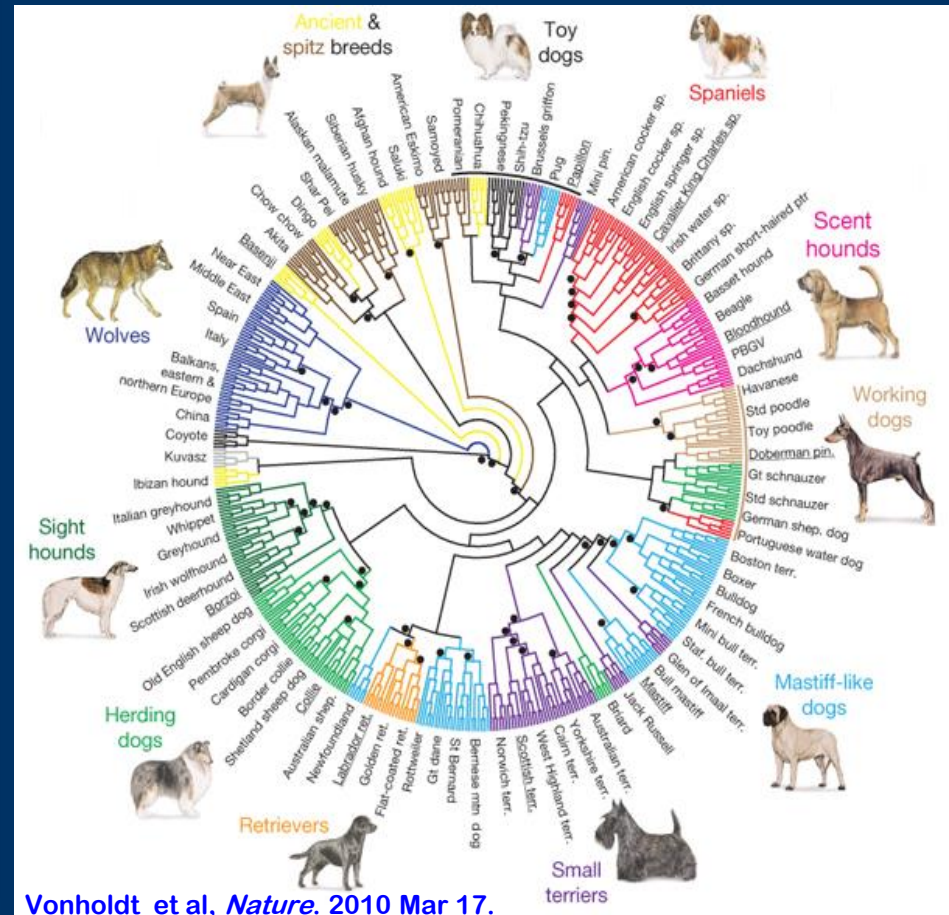 Ancient &
spitz breeds
Toy
dogs
Spaniels
Scent
hounds
Working
dogs
Mastiff-like
dogs
Small
terriers
Retrievers
Herding
dogs
Sight
hounds
Wolves
Coyote
China
Balkans,
eastern &
northern Europe
Italy
Spain
Middle East
Near East
Basenji
Akita
Chow chow
Dingo
Shar Pei
Alaskan malamute
Siberian husky
Afghan hound
Saluki
American Eskimo
Samoyed
Pomeranian
Chihuahua
Pekingnese
Shih-tzu
Brussels griffon
Pug
Papillon
Mini pin.
American cocker sp.
English cocker sp.
English springer sp.
Cavalier King Charles sp.
Irish water sp.
Brittany sp.
German short-haired ptr
Basset hound
Beagle
Bloodhound
PBGV
Dachshund
Havanese
Std poodle
Toy poodle
Doberman pin.
Gt schnauzer
Std schnauzer
German shep. dog
Portuguese water dog
Boston terr.
Boxer
Bulldog
French bulldog
Mini bull terr.
Staf. bull terr.
Glen of Imaal terr.
Bull mastiff
Mastiff
Jack Russell
Briard
Australian terr.
Yorkshire terr.
Cairn terr.
West Highland terr.
Scottish terr.
Norwich terr.
Bernese mtn dog
St Bernard
Gt dane
Rottweiler
Flat-coated ret.
Golden ret.
Labrador ret.
Newfoundland
Australian shep.
Collie
Shetland sheep dog
Border collie
Cardigan corgi
Pembroke corgi
Old English sheep dog
Borzoi
Scottish deerhound
Irish wolfhound
Greyhound
Whippet
Italian greyhound
Ibizan hound
Kuvasz
Vonholdt et al, Nature. 2010 Mar 17.